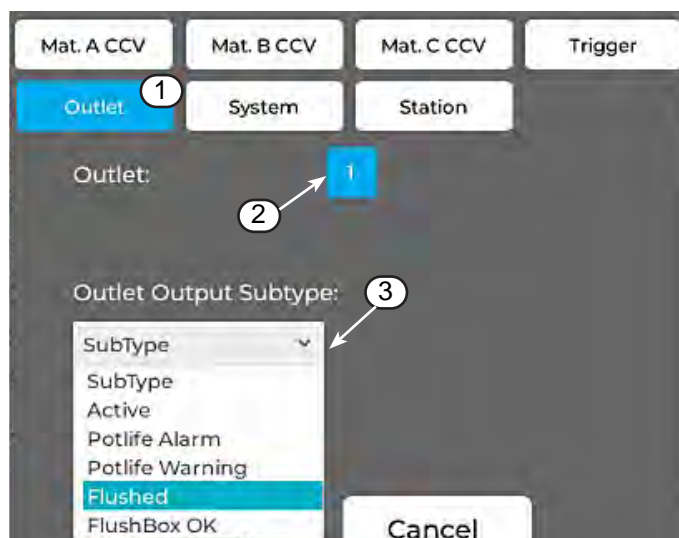 Mat. A CCV Mat. B CCV Mat. C CCV Trigger
Outlet 1 System Station
Outlet: 1
2
Outlet Output Subtype: 3
SubType
SubType
Active
Potlife Alarm
Potlife Warning
Flushed
FlushBox OK Cancel